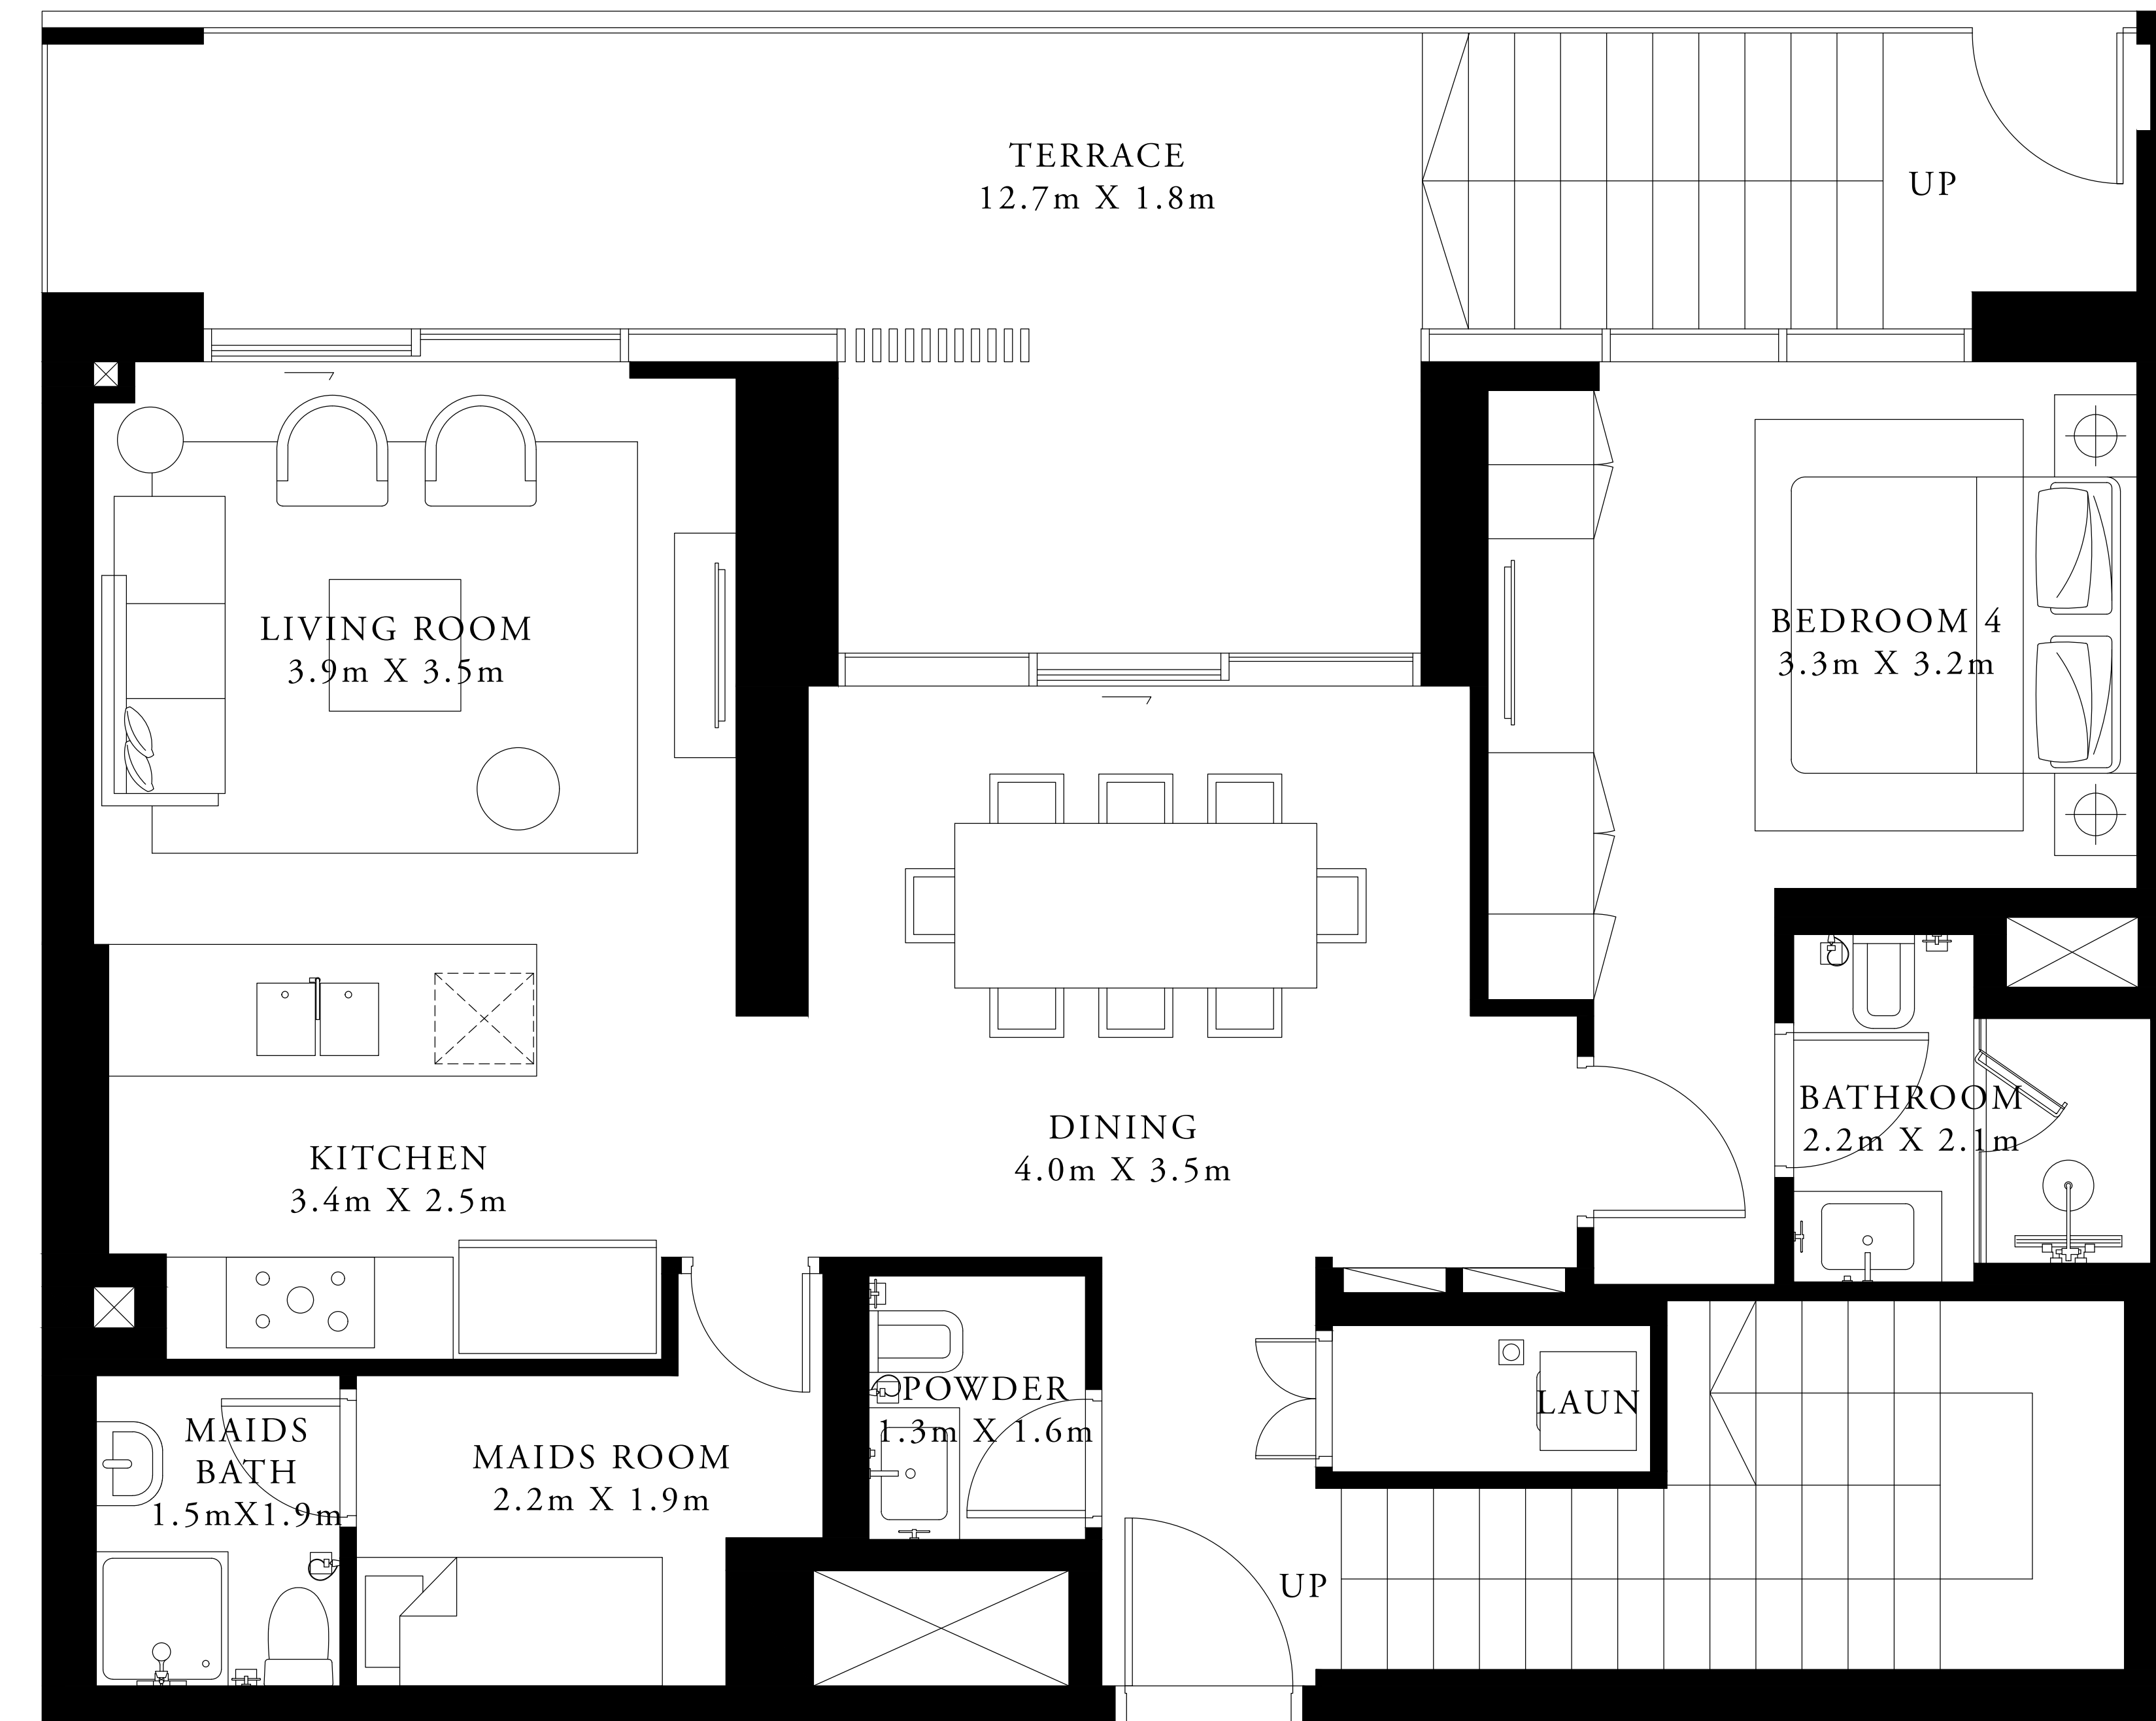 TERRACE
12.7m X 1.8m
UP
LIVING ROOM
3.9m X 3.5m
BEDROOM 4
3.3m X 3.2m
BATHROOM
2.2m X 2.1m
DINING
4.0m X 3.5m
KITCHEN
3.4m X 2.5m
POWDER
1.3m X 1.6m
LAUN
MAIDS
BATH
1.5mX1.9m
MAIDS ROOM
2.2m X 1.9m
UP